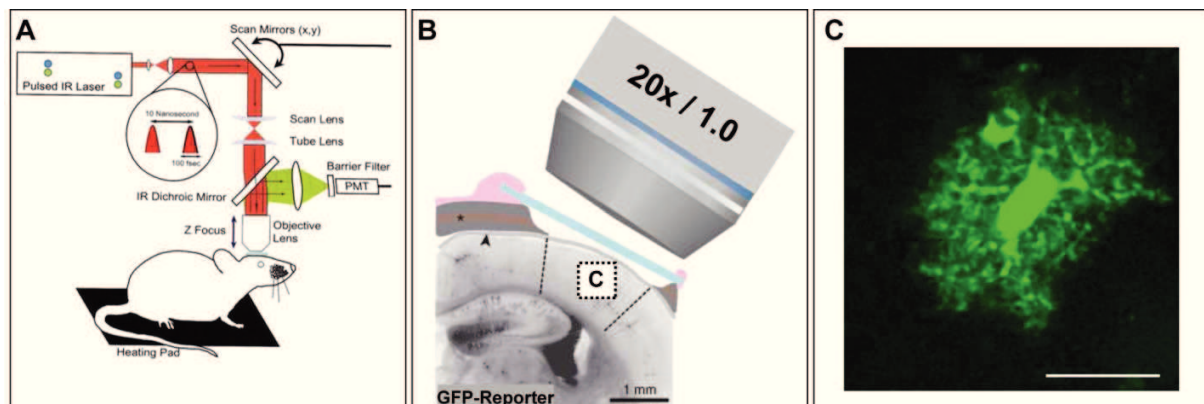 A
Scan Mirrors (x,y)
Pulsed IR Laser
10 Nanosecond
100 fsec
Scan Lens
Tube Lens
Barrier Filter
PMT
IR Dichroic Mirror
Z Focus
Objective
Lens
Heating Pad
B
20x / 1.0
*
C
1 mm
GFP-Reporter
C